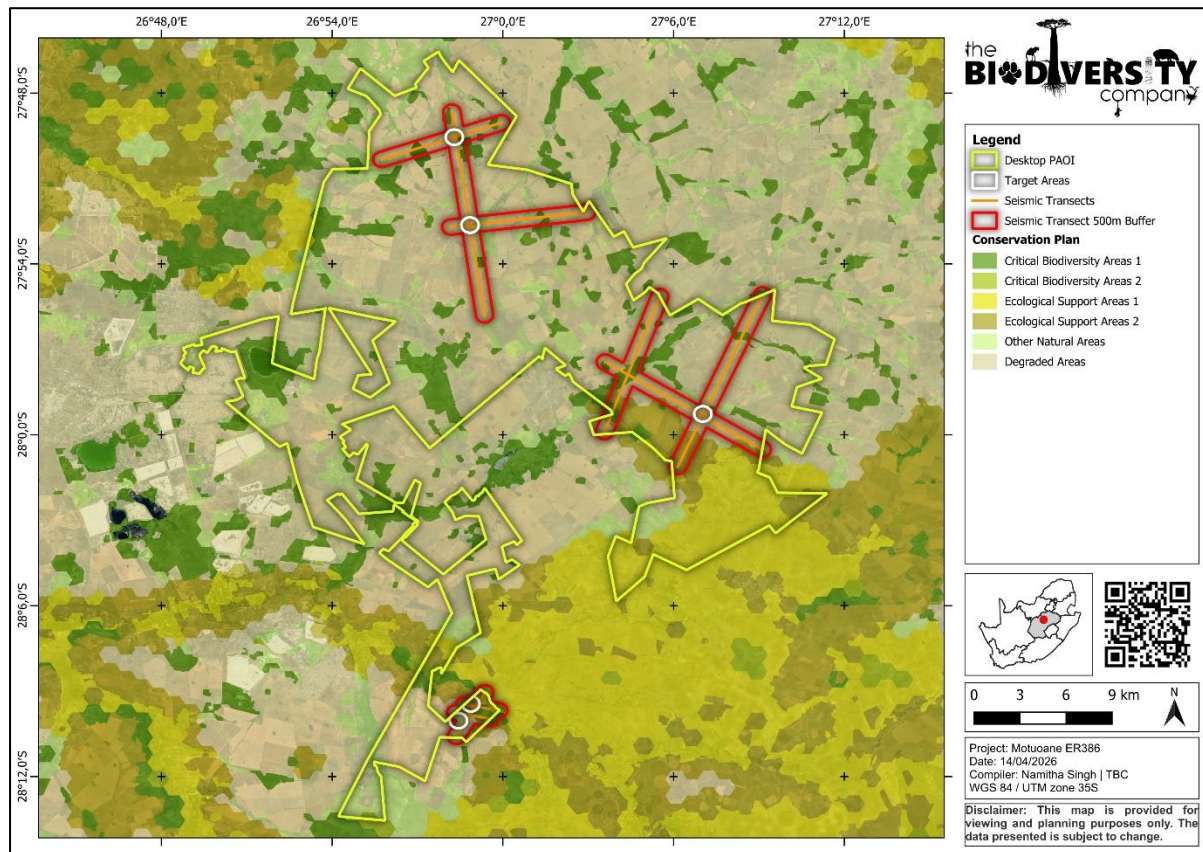 26°48,0'E 26°54,0'E 27°0,0'E 27°6,0'E 27°12,0'E
27°48,0'S
27°54,0'S
28°0,0'S
28°6,0'S
28°12,0'S
the
BIODIVERSITY
company
Legend
Desktop PAOI
Target Areas
Seismic Transects
Seismic Transect 500m Buffer
Conservation Plan
Critical Biodiversity Areas 1
Critical Biodiversity Areas 2
Ecological Support Areas 1
Ecological Support Areas 2
Other Natural Areas
Degraded Areas
0 3 6 9 km
N
Project: Motuoane ER386
Date: 14/04/2026
Compiler: Namitha Singh | TBC
WGS 84 / UTM zone 35S
Disclaimer: This map is provided for
viewing and planning purposes only. The
data presented is subject to change.